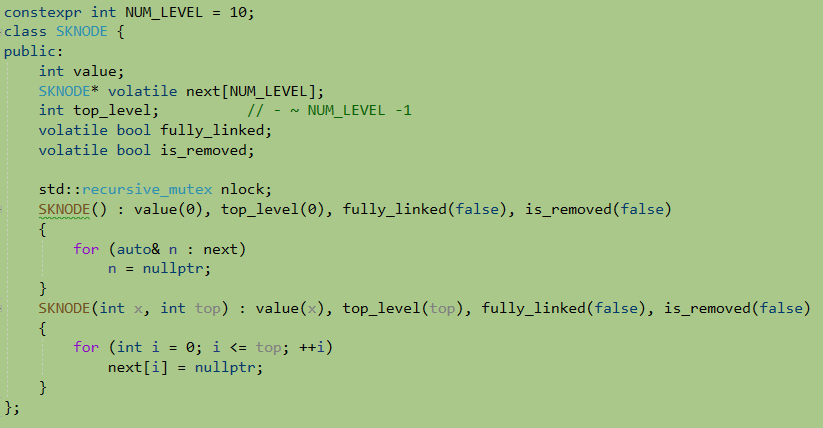 constexpr int NUM_LEVEL = 10;
class SKNODE {
public:
    int value;
    SKNODE* volatile next[NUM_LEVEL];
    int top_level;          // - ~ NUM_LEVEL -1
    volatile bool fully_linked;
    volatile bool is_removed;

    std::recursive_mutex nlock;
    SKNODE() : value(0), top_level(0), fully_linked(false), is_removed(false)
    {
        for (auto& n : next)
            n = nullptr;
    }
    SKNODE(int x, int top) : value(x), top_level(top), fully_linked(false), is_removed(false)
    {
        for (int i = 0; i <= top; ++i)
            next[i] = nullptr;
    }
};